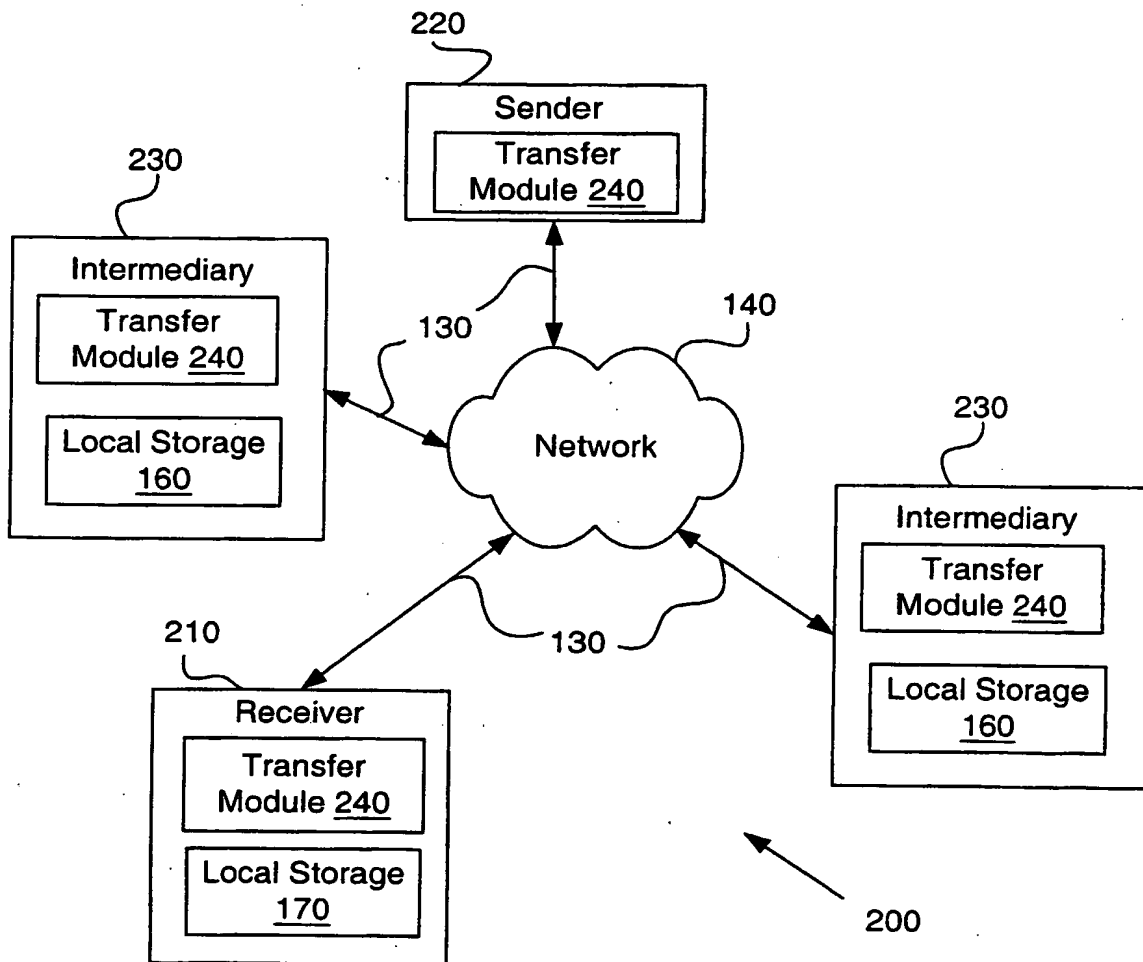 220
Sender
Transfer
Module 240
230
Intermediary
Transfer
Module 240
Local Storage
160
130
130
140
Network
230
Intermediary
Transfer
Module 240
Local Storage
160
130
210
Receiver
Transfer
Module 240
Local Storage
170
200